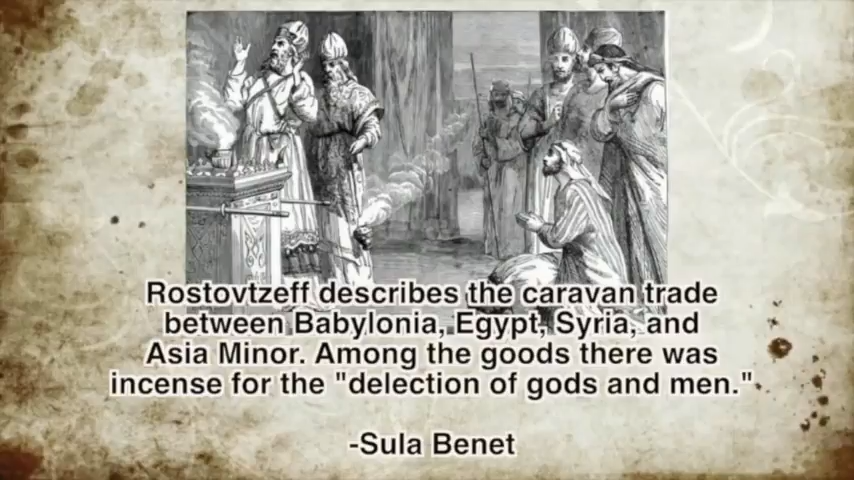 Rostovtzeff describes the caravan trade
between Babylonia, Egypt, Syria, and
Asia Minor. Among the goods there was
incense for the "delection of gods and men."
-Sula Benet